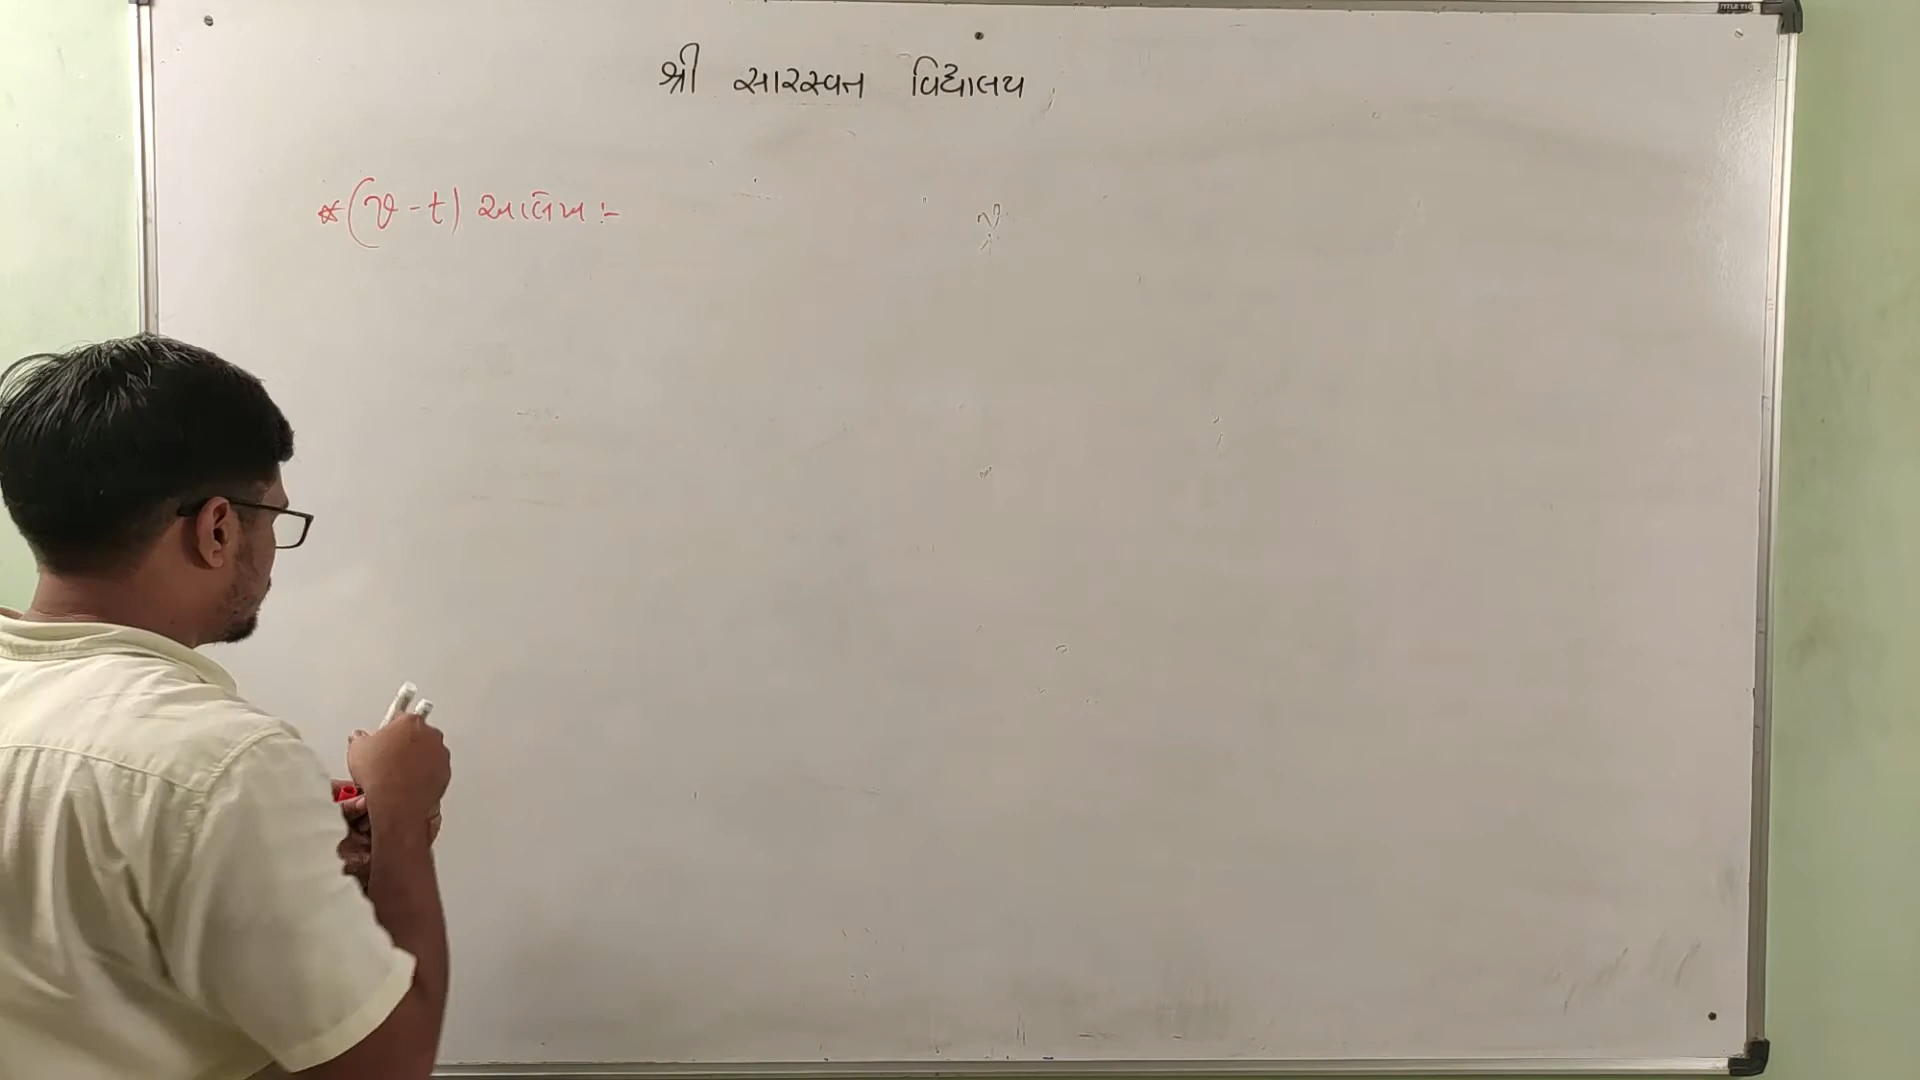 શ્રી સારસ્વત વિદ્યાલય
* (v - t) આલેખ :-